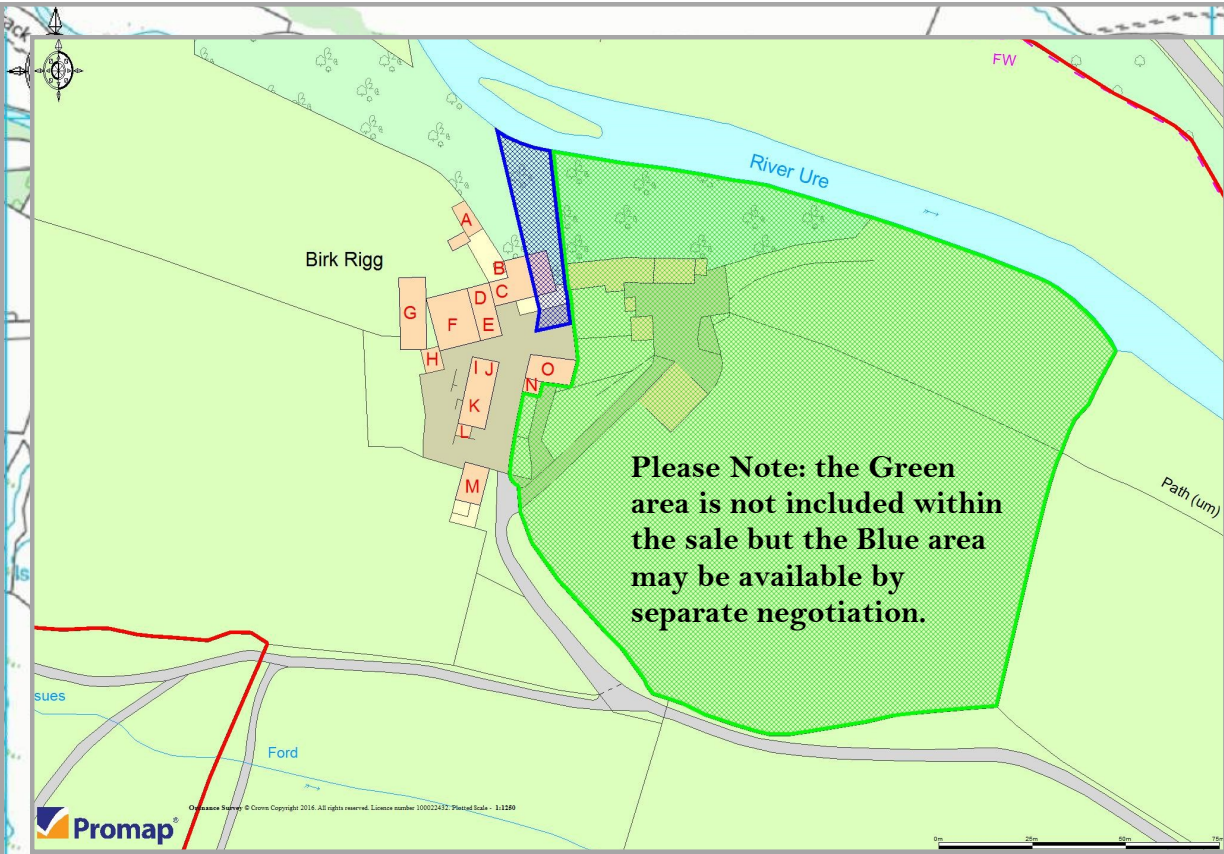 ack
FW
River Ure
A
Birk Rigg
B
C
D
G
F
E
H
I J
O
N
K
L
M
Please Note: the Green
area is not included within
the sale but the Blue area
may be available by
separate negotiation.
Path (um)
Is
sues
Ford
Ordnance Survey © Crown Copyright 2016. All rights reserved. Licence number 100022432. Plotted Scale - 1:1250
Promap®
0m 25m 50m 75m